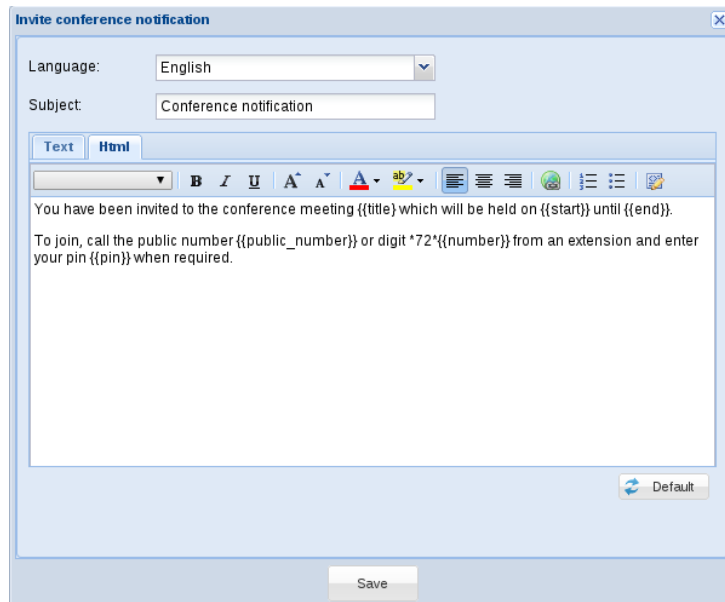 Invite conference notification
Language:
English
Subject:
Conference notification
Text
Html
B I U A A A ab
You have been invited to the conference meeting {{title} which will be held on {{start}} until {{end}}.
To join, call the public number {{public_number}} or digit *72*{{number}} from an extension and enter
your pin {{pin}} when required.
Default
Save